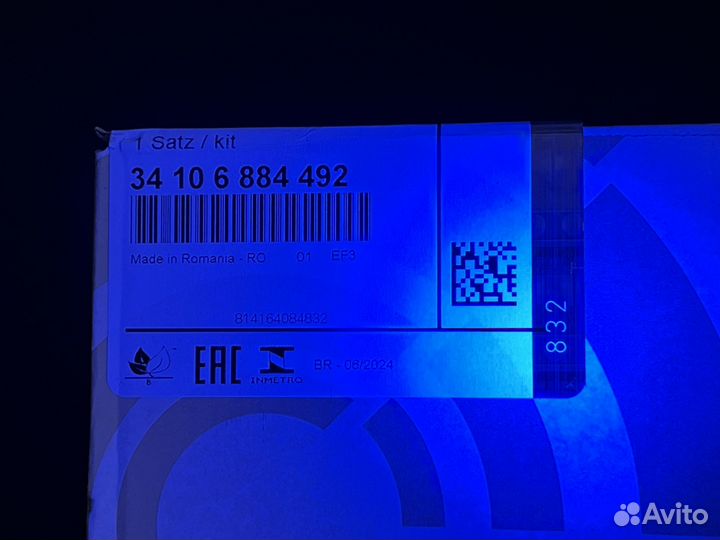 1 Satz / kit
34 10 6 884 492
Made in Romania - RO 01 EF3
814164084832
832
B
EAC
INMETRO
BR - 06/2024
Avito